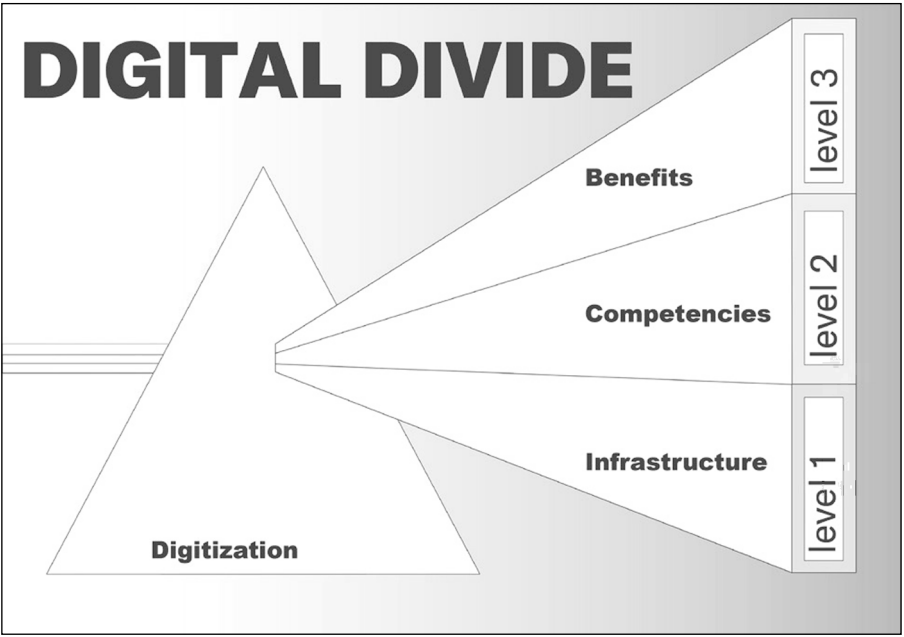 DIGITAL DIVIDE
level 3
Benefits
level 2
Competencies
level 1
Infrastructure
Digitization